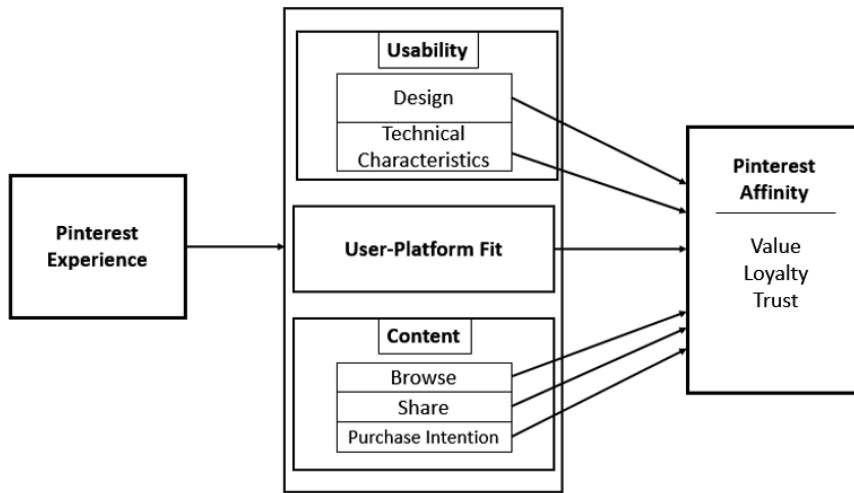 Pinterest
Experience
Usability
Design
Technical
Characteristics
User-Platform Fit
Content
Browse
Share
Purchase Intention
Pinterest
Affinity
Value
Loyalty
Trust